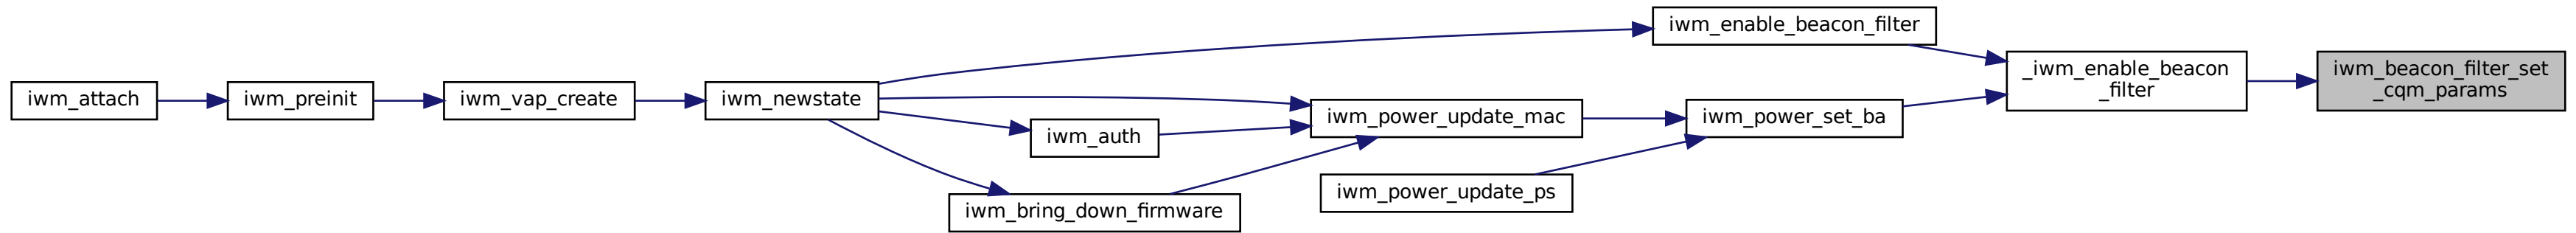 iwm_attach
iwm_preinit
iwm_vap_create
iwm_newstate
iwm_enable_beacon_filter
iwm_power_update_mac
iwm_auth
iwm_bring_down_firmware
iwm_power_set_ba
iwm_power_update_ps
_iwm_enable_beacon
_filter
iwm_beacon_filter_set
_cqm_params